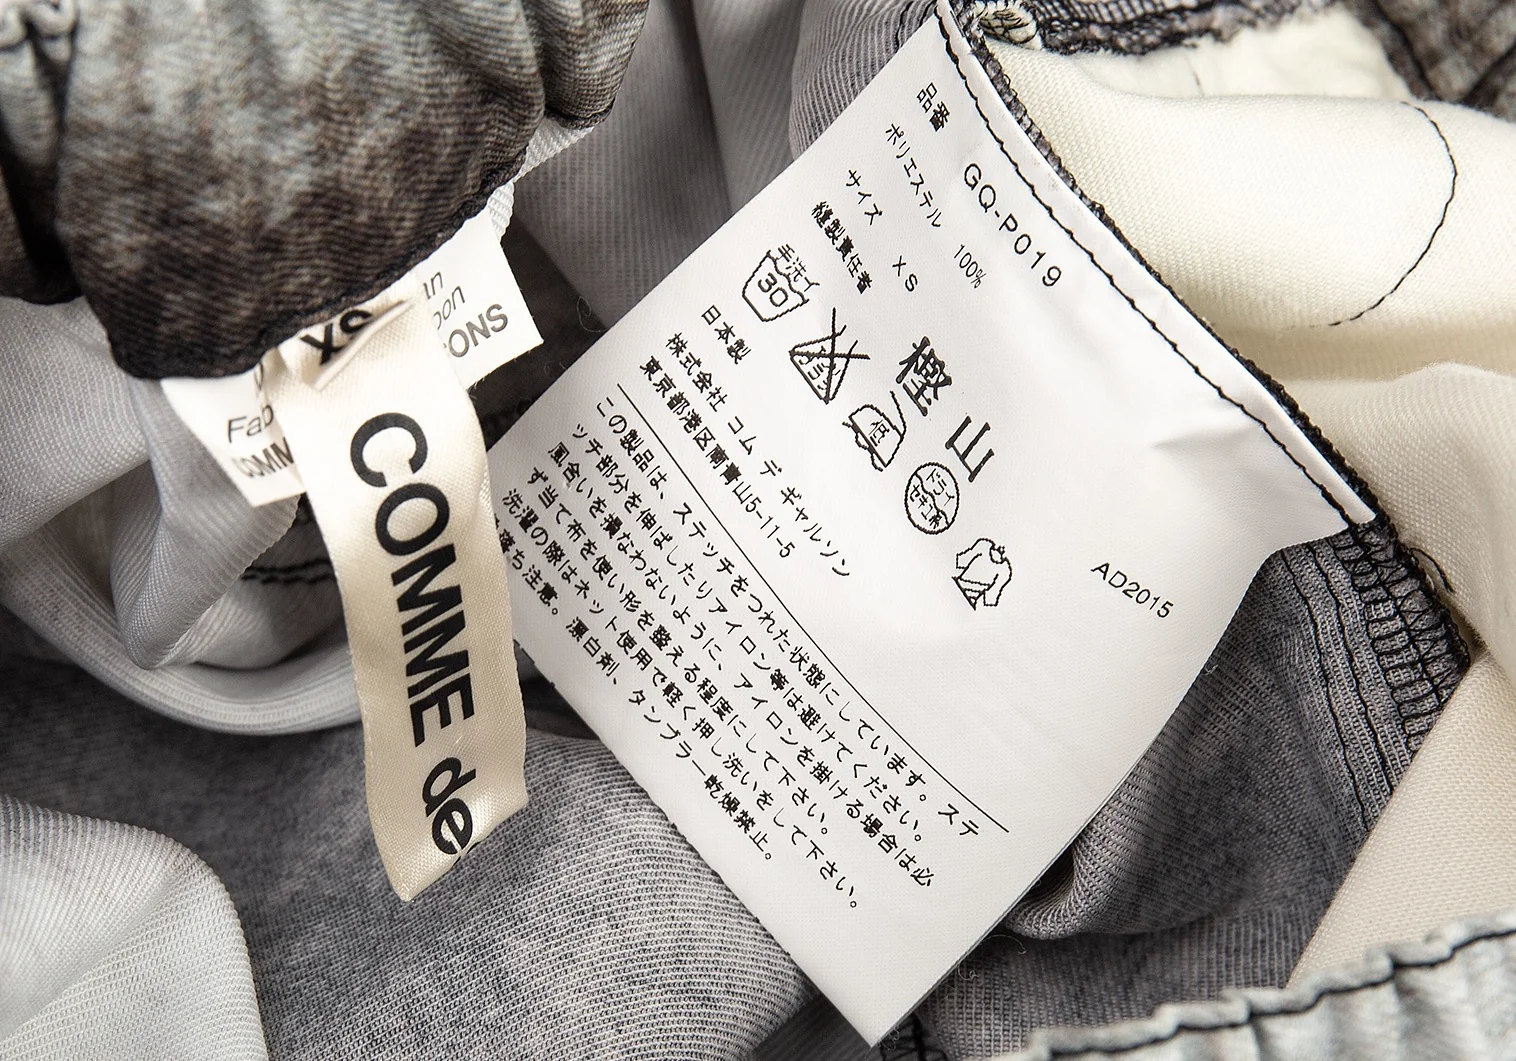 品番 GQ-P019
ポリエステル 100%
サイズ XS
縫製責任者 樫山
手洗イ
30
低
日本製
株式会社 コム デ ギャルソン
東京都港区南青山5-11-5
AD2015
この製品は、ステッチをつれた状態にしています。ステ
ッチ部分を伸ばしたりアイロン等は避けてください。
風合いを損なわないように、アイロンを掛ける場合は必
ず当て布を使い形を整える程度にして下さい。
洗濯の際はネット使用で軽く押し洗いをして下さい。
落ち注意。漂白剤、タンブラー乾燥禁止。
XS
COMME de
an
pon
ONS
Fab
COMM